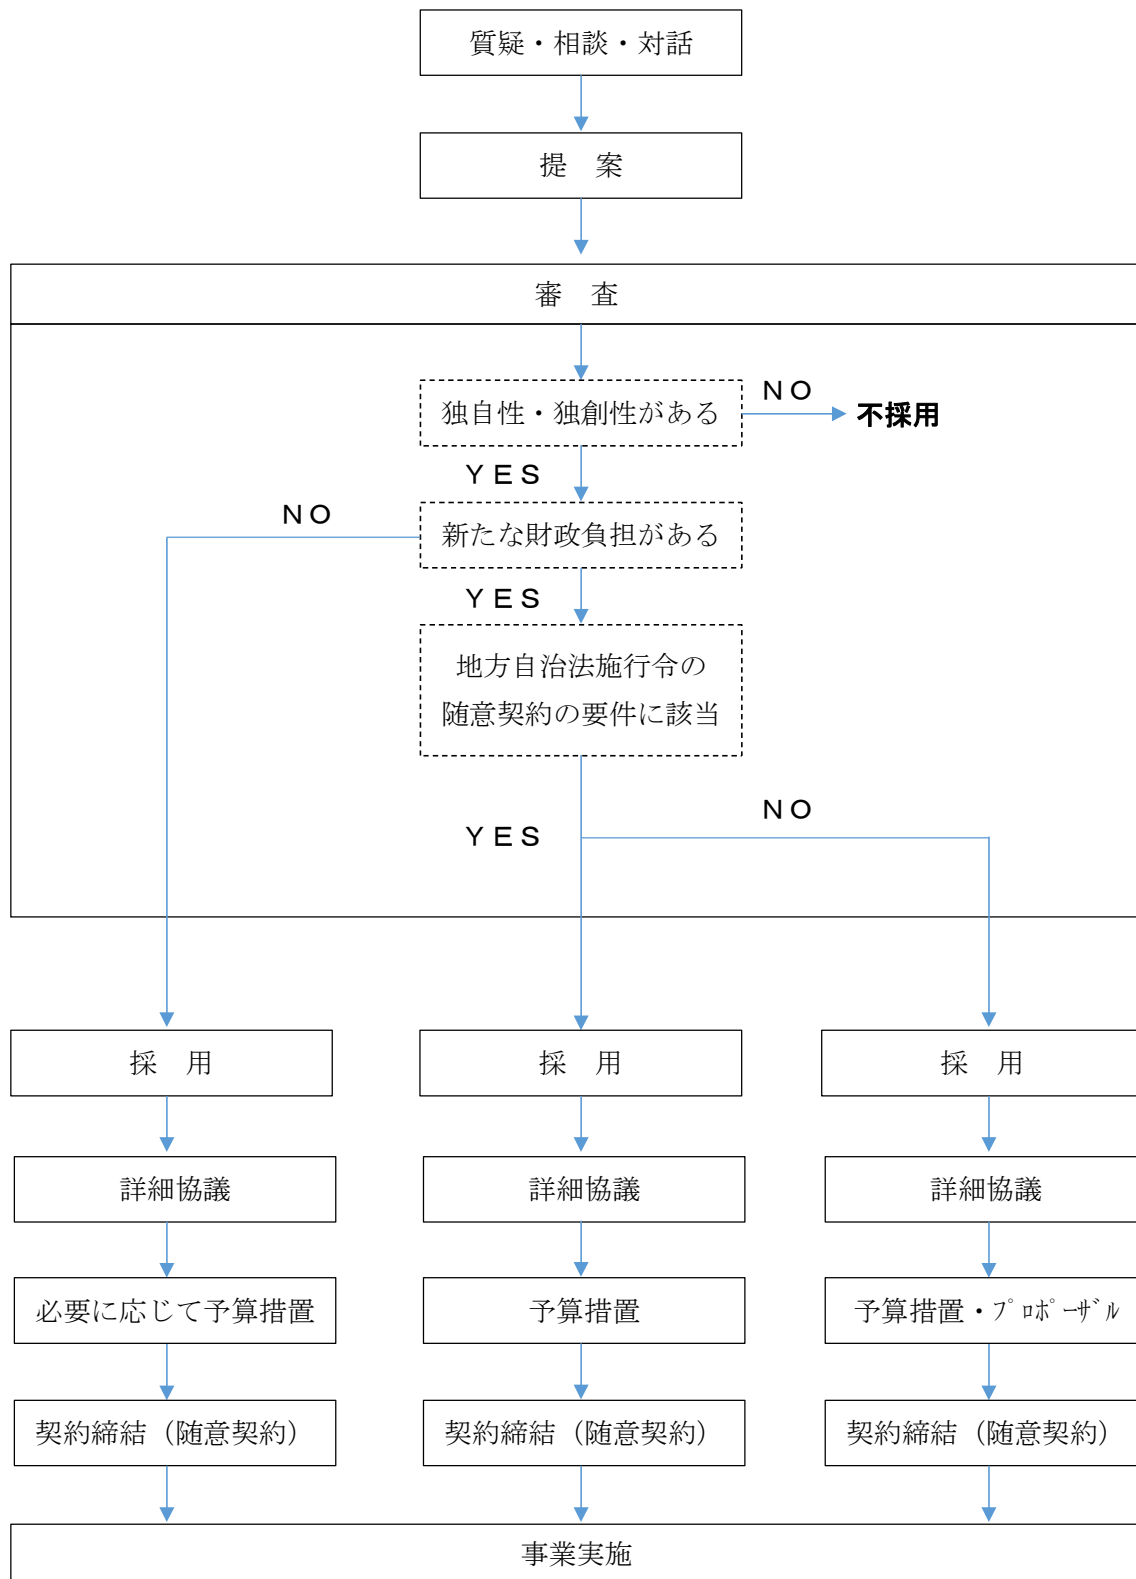 質疑・相談・対話
提　案
審　査
独自性・独創性がある
ＮＯ
不採用
ＹＥＳ
ＮＯ
新たな財政負担がある
ＹＥＳ
地方自治法施行令の
随意契約の要件に該当
ＮＯ
ＹＥＳ
採　用
採　用
採　用
詳細協議
詳細協議
詳細協議
必要に応じて予算措置
予算措置
予算措置・ﾌﾟﾛﾎﾟｰｻﾞﾙ
契約締結（随意契約）
契約締結（随意契約）
契約締結（随意契約）
事業実施